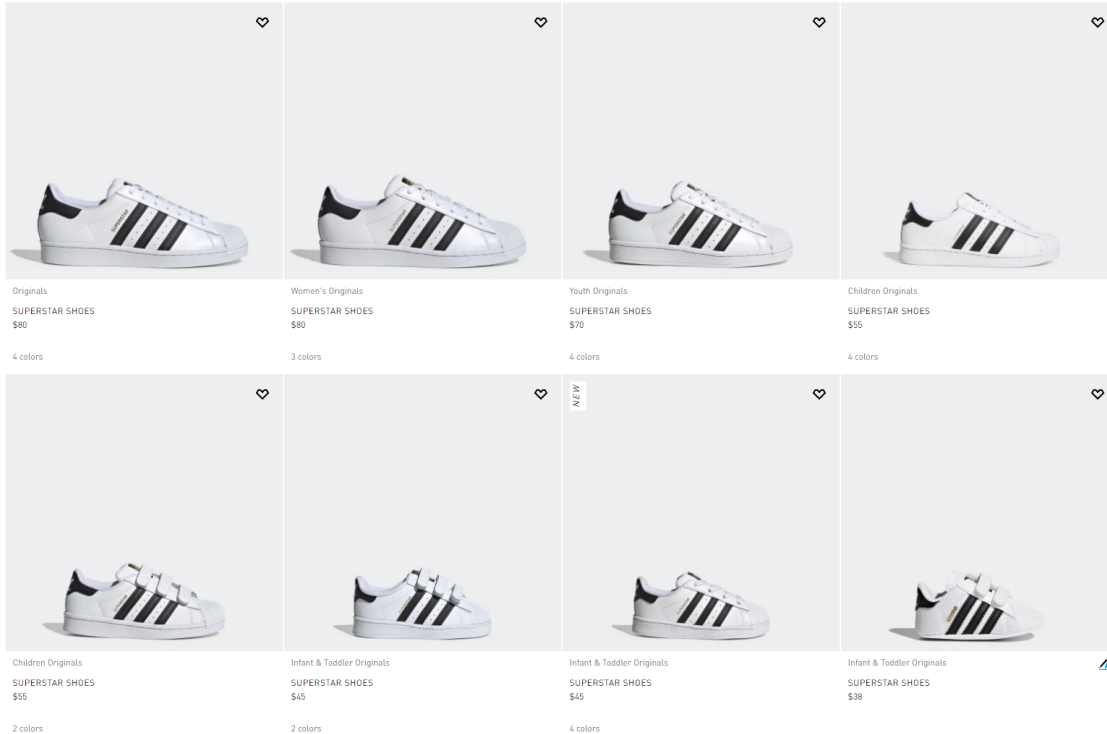 Originals
SUPERSTAR SHOES
$80
4 colors
Women's Originals
SUPERSTAR SHOES
$80
3 colors
Youth Originals
SUPERSTAR SHOES
$70
4 colors
Children Originals
SUPERSTAR SHOES
$55
4 colors
Children Originals
SUPERSTAR SHOES
$55
2 colors
Infant & Toddler Originals
SUPERSTAR SHOES
$45
2 colors
NEW
Infant & Toddler Originals
SUPERSTAR SHOES
$45
4 colors
Infant & Toddler Originals
SUPERSTAR SHOES
$38